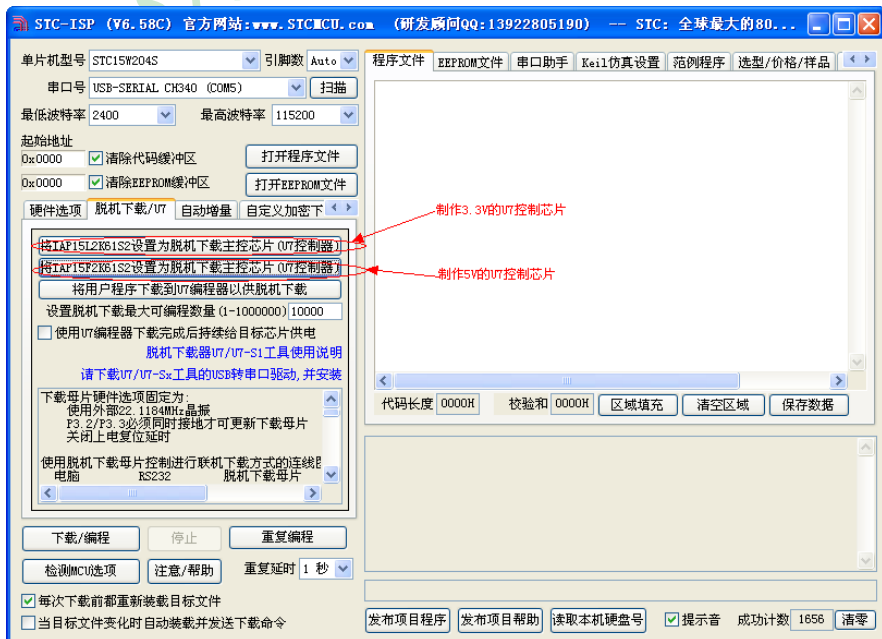 STC-ISP (V6.58C) 官方网站:www.STCMCU.com (研发顾问QQ:13922805190) -- STC: 全球最大的80...
单片机型号 STC15W204S 引脚数 Auto
串口号 USB-SERIAL CH340 (COM5) 扫描
最低波特率 2400 最高波特率 115200
起始地址
0x0000 清除代码缓冲区 打开程序文件
0x0000 清除EEPROM缓冲区 打开EEPROM文件
硬件选项 脱机下载/U7 自动增量 自定义加密下
将IAP15L2K61S2设置为脱机下载主控芯片(U7控制器)
将IAP15F2K61S2设置为脱机下载主控芯片(U7控制器)
将用户程序下载到U7编程器以供脱机下载
设置脱机下载最大可编程数量(1-1000000) 10000
使用U7编程器下载完成后持续给目标芯片供电
脱机下载器U7/U7-S1工具使用说明
请下载U7/U7-Sx工具的USB转串口驱动,并安装
下载母片硬件选项固定为:
使用外部22.1184MHz晶振
P3.2/P3.3必须同时接地才可更新下载母片
关闭上电复位延时
使用脱机下载母片控制进行联机下载方式的连线
电脑 RS232 脱机下载母片
下载/编程 停止 重复编程
检测MCU选项 注意/帮助 重复延时 1 秒
每次下载前都重新装载目标文件
当目标文件变化时自动装载并发送下载命令
程序文件 EEPROM文件 串口助手 Keil仿真设置 范例程序 选型/价格/样品
制作3.3V的U7控制芯片
制作5V的U7控制芯片
代码长度 0000H 校验和 0000H 区域填充 清空区域 保存数据
发布项目程序 发布项目帮助 读取本机硬盘号 提示音 成功计数 1656 清零